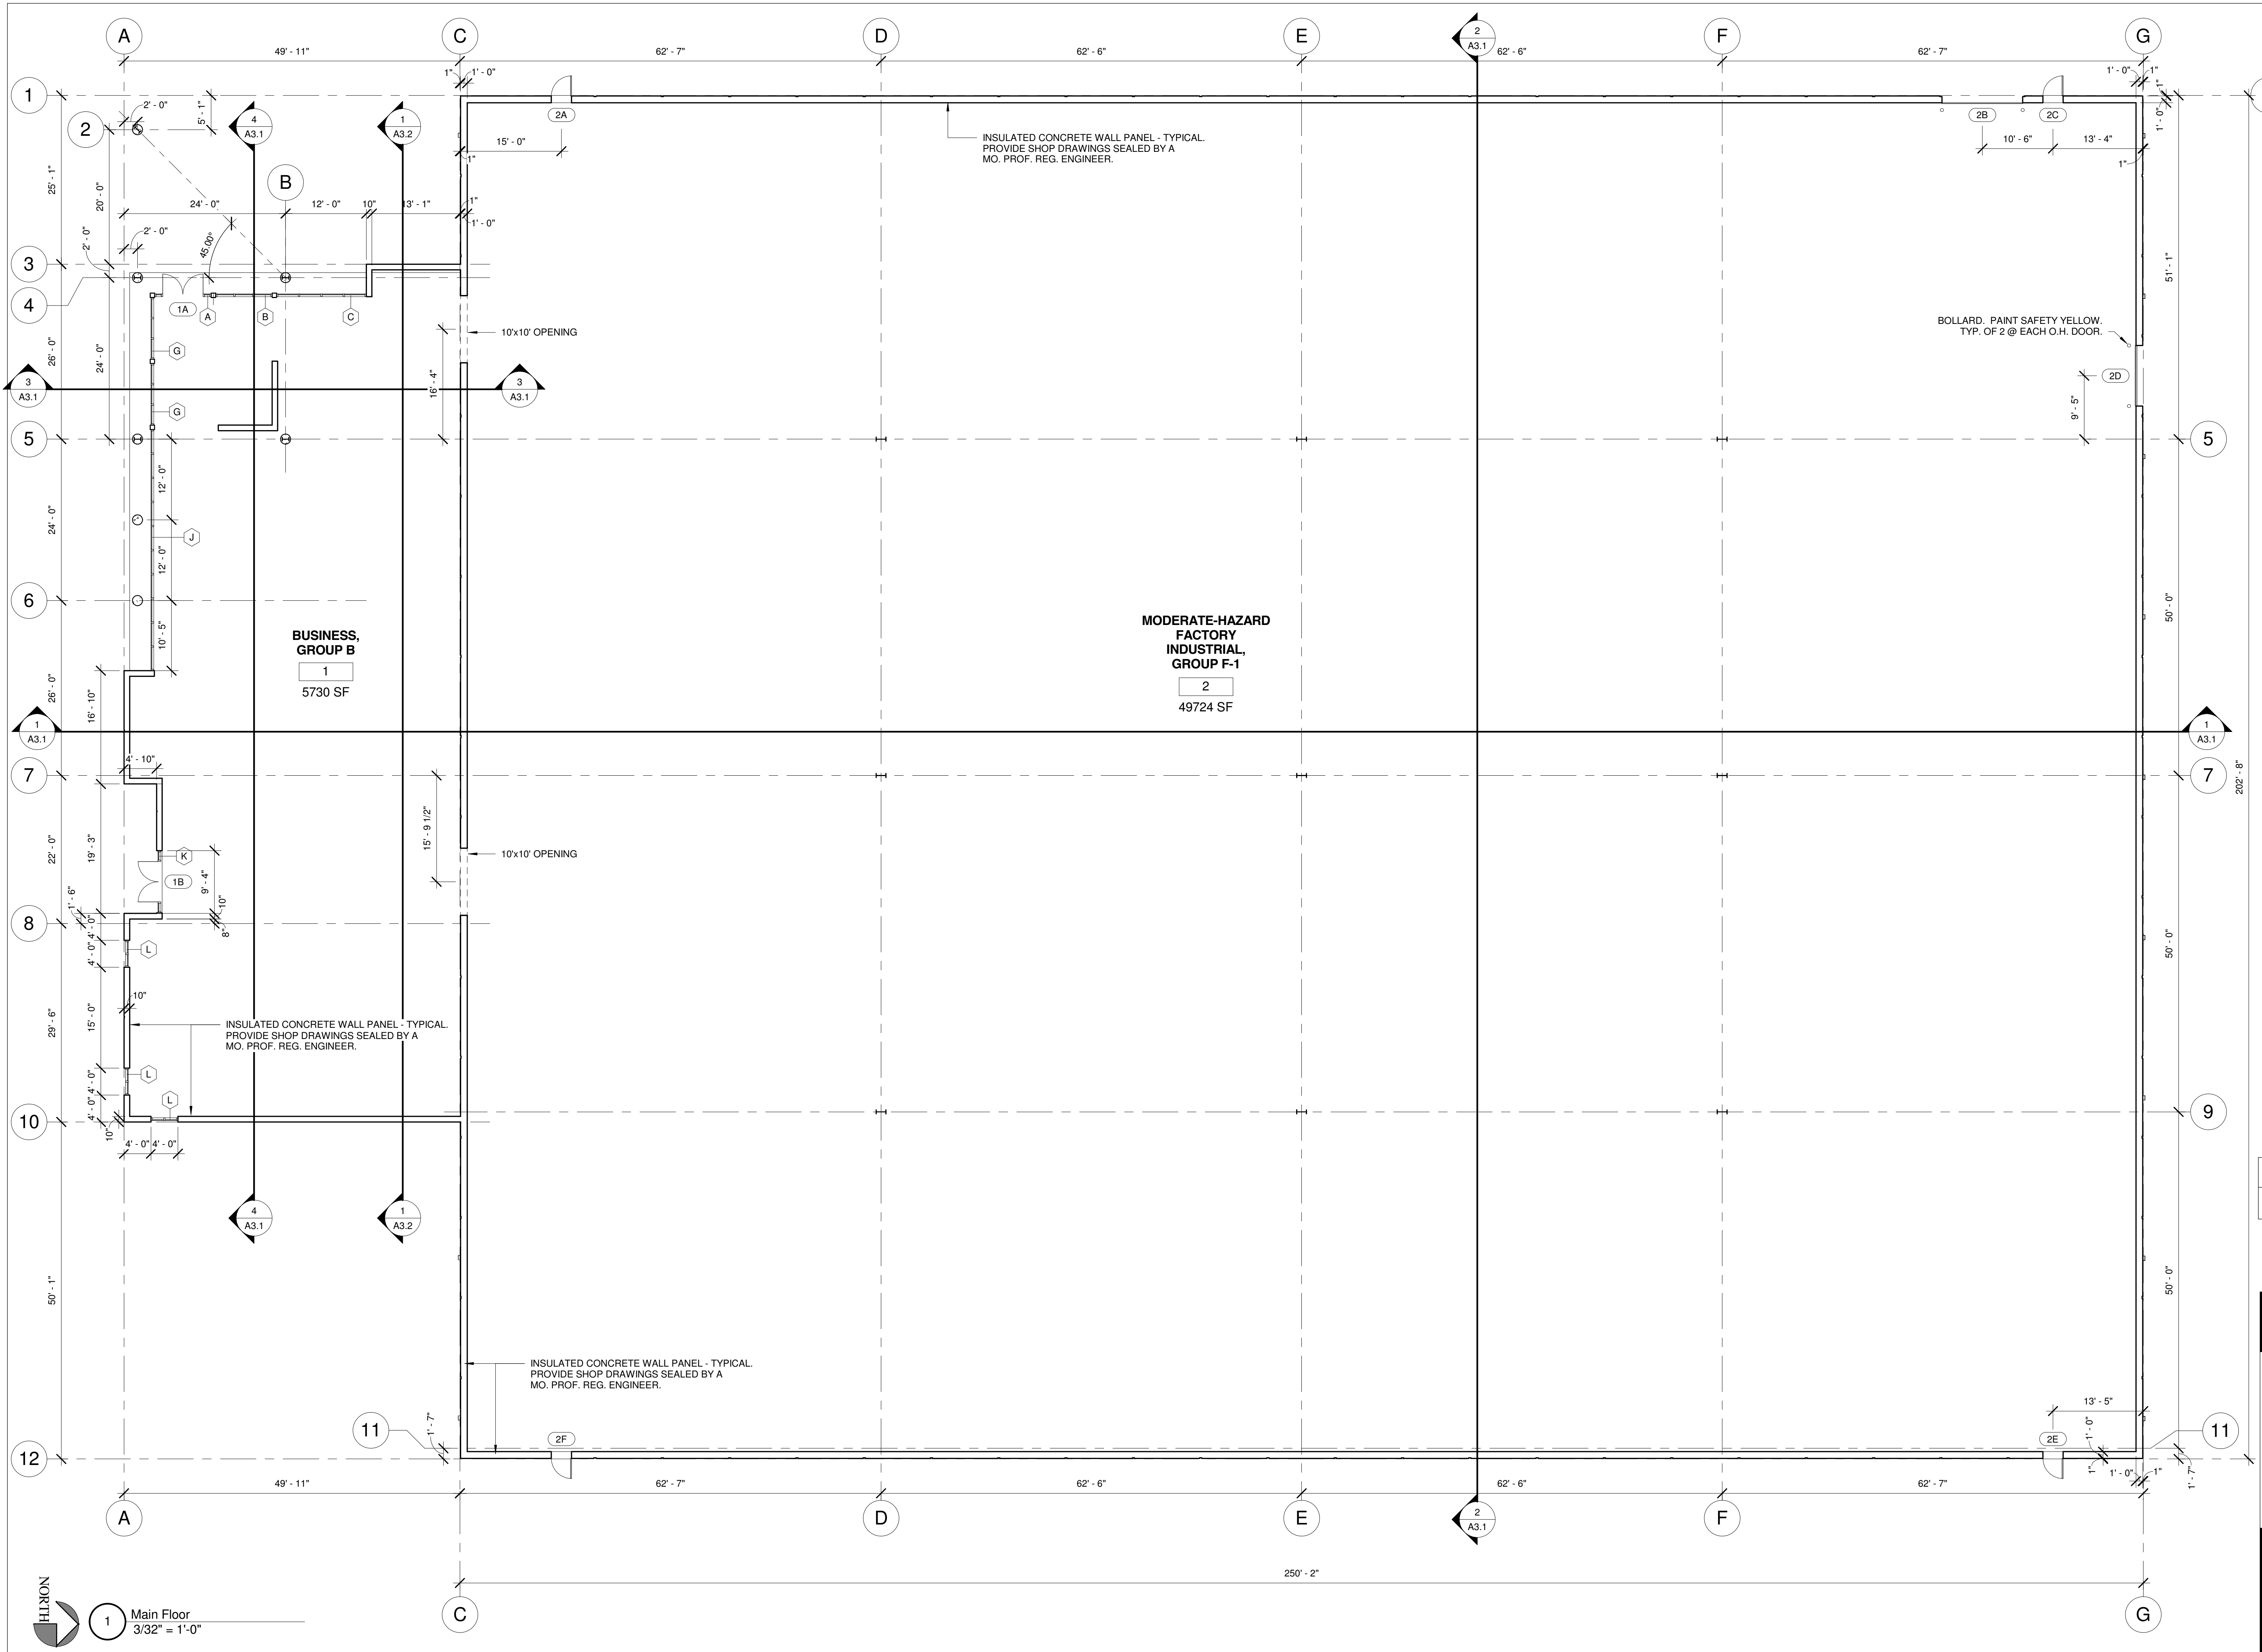 A
C
D
E
F
G
2
A3.1
49' - 11"
62' - 7"
62' - 6"
62' - 6"
62' - 7"
1"
1' - 0"
1' - 0"
1"
1
2' - 0"
5' - 1"
2
4
A3.1
1
A3.2
2A
2B
2C
1"
1' - 0"
15' - 0"
1"
INSULATED CONCRETE WALL PANEL - TYPICAL.
PROVIDE SHOP DRAWINGS SEALED BY A
MO. PROF. REG. ENGINEER.
10' - 6"
13' - 4"
1"
25' - 1"
20' - 0"
B
24' - 0"
12' - 0"
10"
13' - 1"
1"
1' - 0"
2' - 0"
2' - 0"
45.00°
3
51' - 1"
4
1A
A
B
C
10'x10' OPENING
BOLLARD. PAINT SAFETY YELLOW.
TYP. OF 2 @ EACH O.H. DOOR.
26' - 0"
24' - 0"
G
16' - 4"
2D
3
A3.1
3
A3.1
G
9' - 5"
5
5
12' - 0"
24' - 0"
J
12' - 0"
6
50' - 0"
10' - 5"
BUSINESS,
GROUP B
1
5730 SF
MODERATE-HAZARD
FACTORY
INDUSTRIAL,
GROUP F-1
2
49724 SF
26' - 0"
16' - 10"
1
A3.1
1
A3.1
4' - 10"
7
7
202' - 8"
15' - 9 1/2"
22' - 0"
19' - 3"
K
10'x10' OPENING
1B
9' - 4"
10"
1' - 6"
8
8"
4' - 0"
4' - 0"
L
50' - 0"
10"
29' - 6"
15' - 0"
INSULATED CONCRETE WALL PANEL - TYPICAL.
PROVIDE SHOP DRAWINGS SEALED BY A
MO. PROF. REG. ENGINEER.
4' - 0"
L
4' - 0"
L
10
10"
9
4' - 0"
4' - 0"
4
A3.1
1
A3.2
50' - 1"
50' - 0"
INSULATED CONCRETE WALL PANEL - TYPICAL.
PROVIDE SHOP DRAWINGS SEALED BY A
MO. PROF. REG. ENGINEER.
13' - 5"
11
1' - 7"
2F
2E
1' - 0"
11
12
1"
1' - 0"
1"
1' - 7"
49' - 11"
62' - 7"
62' - 6"
62' - 6"
62' - 7"
A
D
E
2
A3.1
F
250' - 2"
C
G
NORTH
1
Main Floor
3/32" = 1'-0"